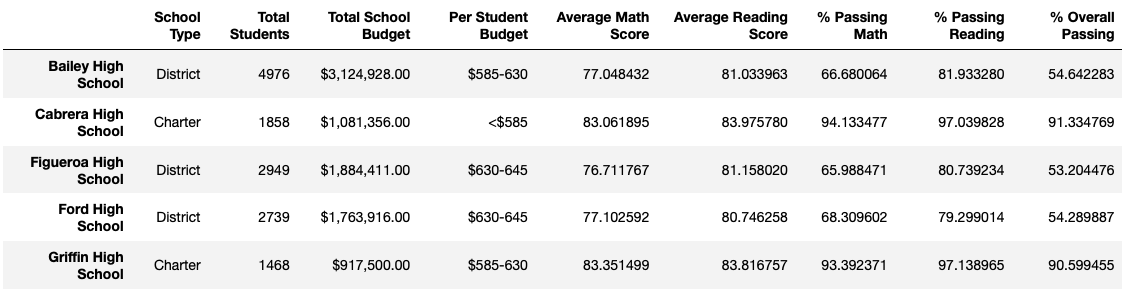 School Type Total Students Total School Budget Per Student Budget Average Math Score Average Reading Score % Passing Math % Passing Reading % Overall Passing
Bailey High School District 4976 $3,124,928.00 $585-630 77.048432 81.033963 66.680064 81.933280 54.642283
Cabrera High School Charter 1858 $1,081,356.00 <$585 83.061895 83.975780 94.133477 97.039828 91.334769
Figueroa High School District 2949 $1,884,411.00 $630-645 76.711767 81.158020 65.988471 80.739234 53.204476
Ford High School District 2739 $1,763,916.00 $630-645 77.102592 80.746258 68.309602 79.299014 54.289887
Griffin High School Charter 1468 $917,500.00 $585-630 83.351499 83.816757 93.392371 97.138965 90.599455